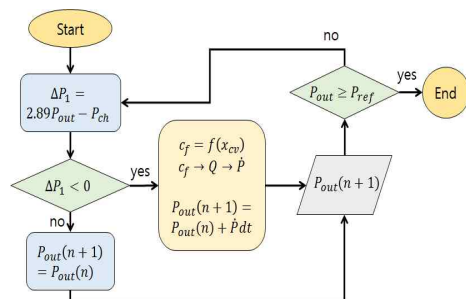 Start
no
ΔP₁ =
2.89P_out − P_ch
P_out ≥ P_ref
yes
End
c_f = f(x_cv)
c_f → Q → Ṗ
ΔP₁ < 0
yes
P_out(n + 1) =
P_out(n) + Ṗdt
P_out(n + 1)
no
P_out(n + 1)
= P_out(n)